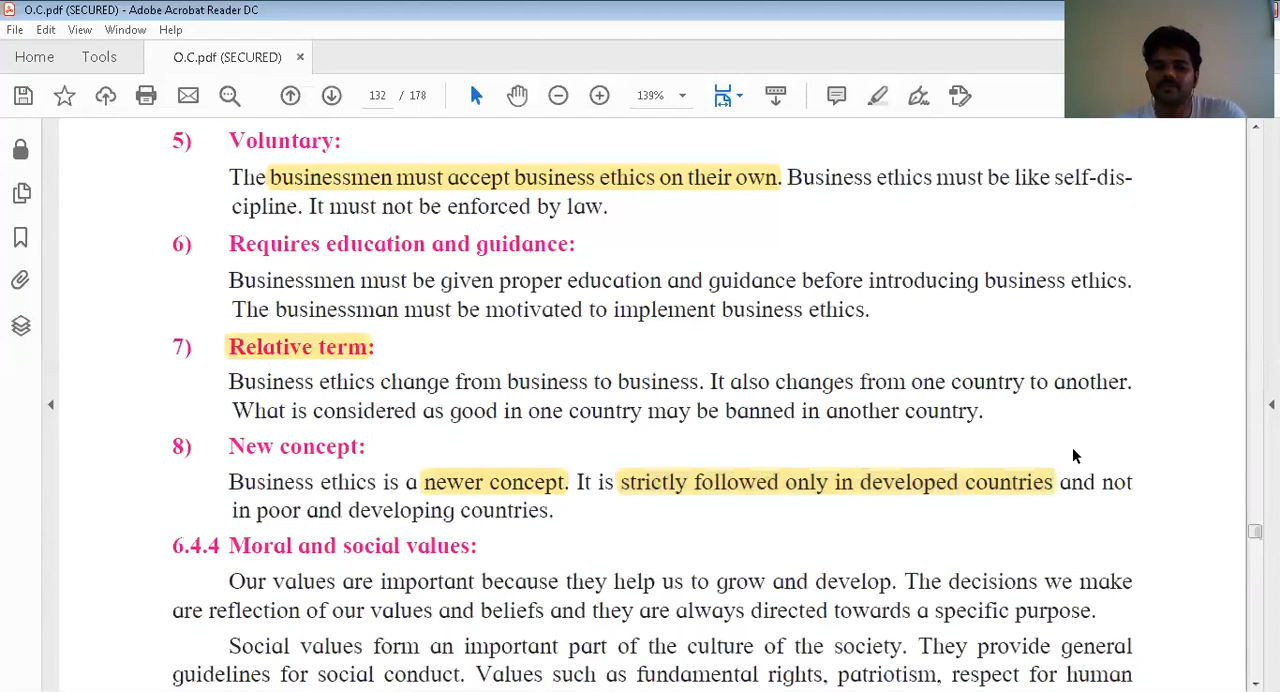 O.C.pdf (SECURED) - Adobe Acrobat Reader DC
File Edit View Window Help
Home Tools O.C.pdf (SECURED) ×
132 / 178 139%
5) Voluntary:
The businessmen must accept business ethics on their own. Business ethics must be like self-dis-
cipline. It must not be enforced by law.
6) Requires education and guidance:
Businessmen must be given proper education and guidance before introducing business ethics.
The businessman must be motivated to implement business ethics.
7) Relative term:
Business ethics change from business to business. It also changes from one country to another.
What is considered as good in one country may be banned in another country.
8) New concept:
Business ethics is a newer concept. It is strictly followed only in developed countries and not
in poor and developing countries.
6.4.4 Moral and social values:
Our values are important because they help us to grow and develop. The decisions we make
are reflection of our values and beliefs and they are always directed towards a specific purpose.
Social values form an important part of the culture of the society. They provide general
guidelines for social conduct. Values such as fundamental rights, patriotism, respect for human